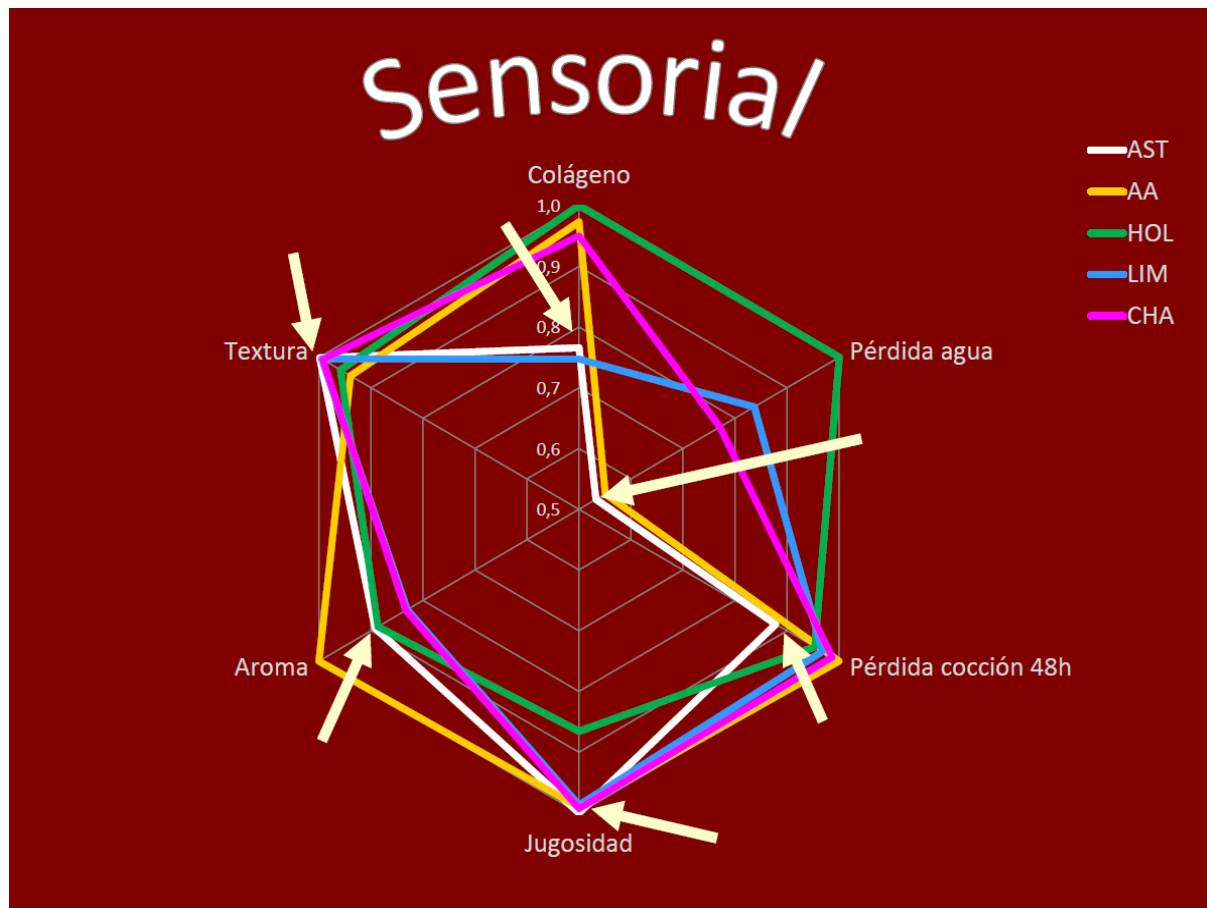 Sensorial
AST
AA
HOL
LIM
CHA
Colágeno
1,0
0,9
0,8
0,7
0,6
0,5
Pérdida agua
Pérdida cocción 48h
Jugosidad
Aroma
Textura